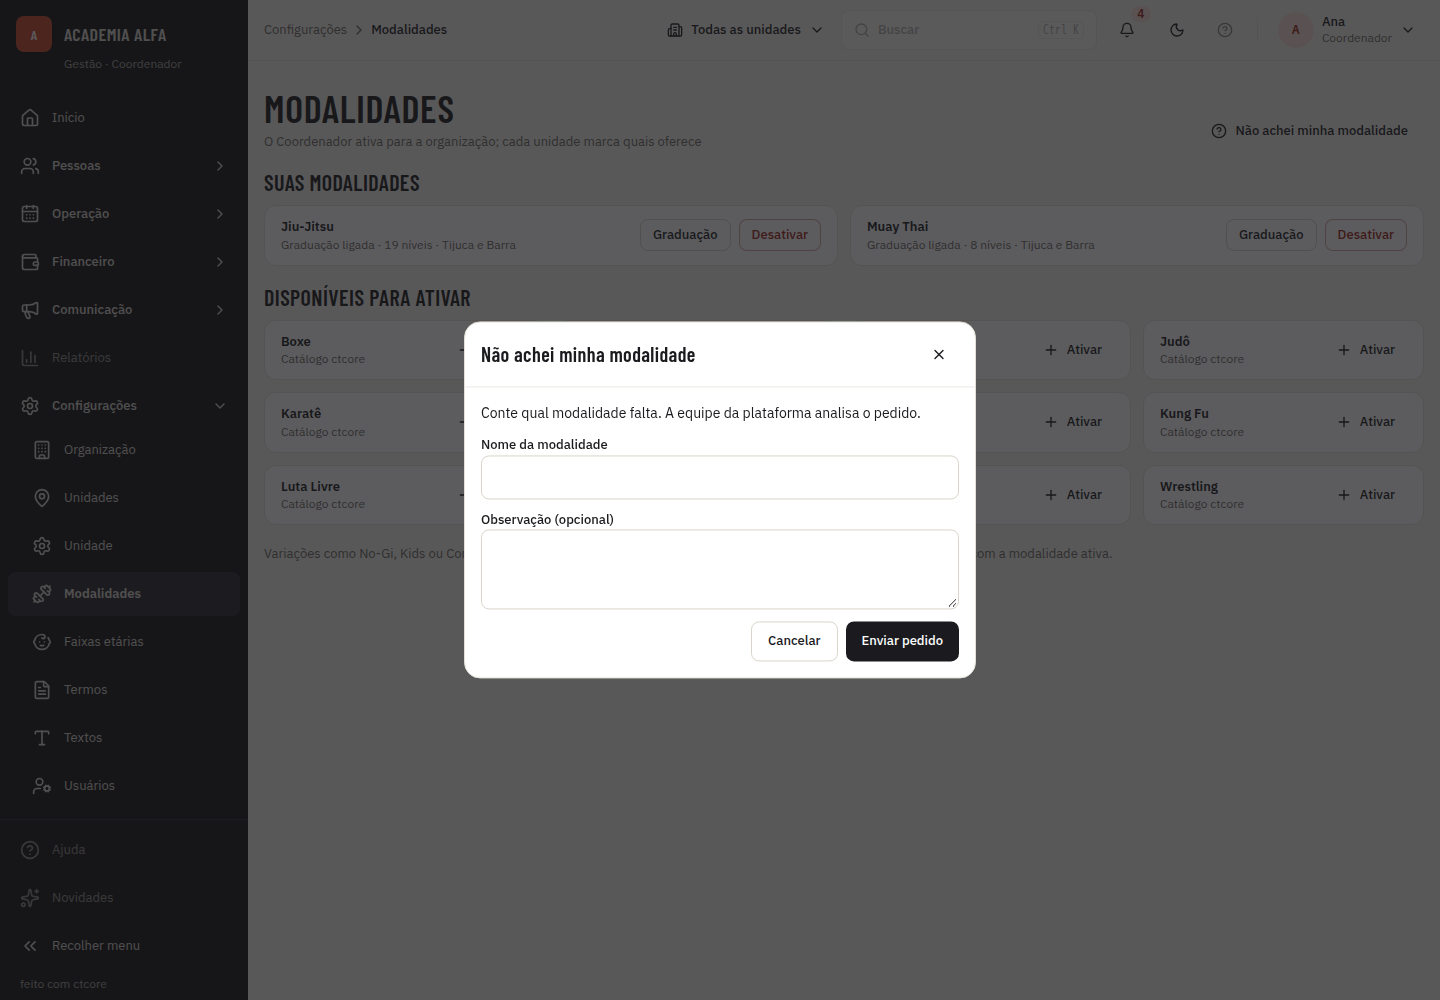 A
ACADEMIA ALFA
Gestão · Coordenador
Início
Pessoas
Operação
Financeiro
Comunicação
Relatórios
Configurações
Organização
Unidades
Unidade
Modalidades
Faixas etárias
Termos
Textos
Usuários
Ajuda
Novidades
Recolher menu
feito com ctcore
Configurações
Modalidades
Todas as unidades
Buscar
Ctrl K
4
A
Ana
Coordenador
MODALIDADES
O Coordenador ativa para a organização; cada unidade marca quais oferece
Não achei minha modalidade
SUAS MODALIDADES
Jiu-Jitsu
Graduação ligada · 19 níveis · Tijuca e Barra
Graduação
Desativar
Muay Thai
Graduação ligada · 8 níveis · Tijuca e Barra
Graduação
Desativar
DISPONÍVEIS PARA ATIVAR
Boxe
Catálogo ctcore
Ativar
Judô
Catálogo ctcore
Ativar
Karatê
Catálogo ctcore
Ativar
Kung Fu
Catálogo ctcore
Ativar
Luta Livre
Catálogo ctcore
Ativar
Wrestling
Catálogo ctcore
Ativar
Variações como No-Gi, Kids ou
com a modalidade ativa.
Não achei minha modalidade
Conte qual modalidade falta. A equipe da plataforma analisa o pedido.
Nome da modalidade
Observação (opcional)
Cancelar
Enviar pedido